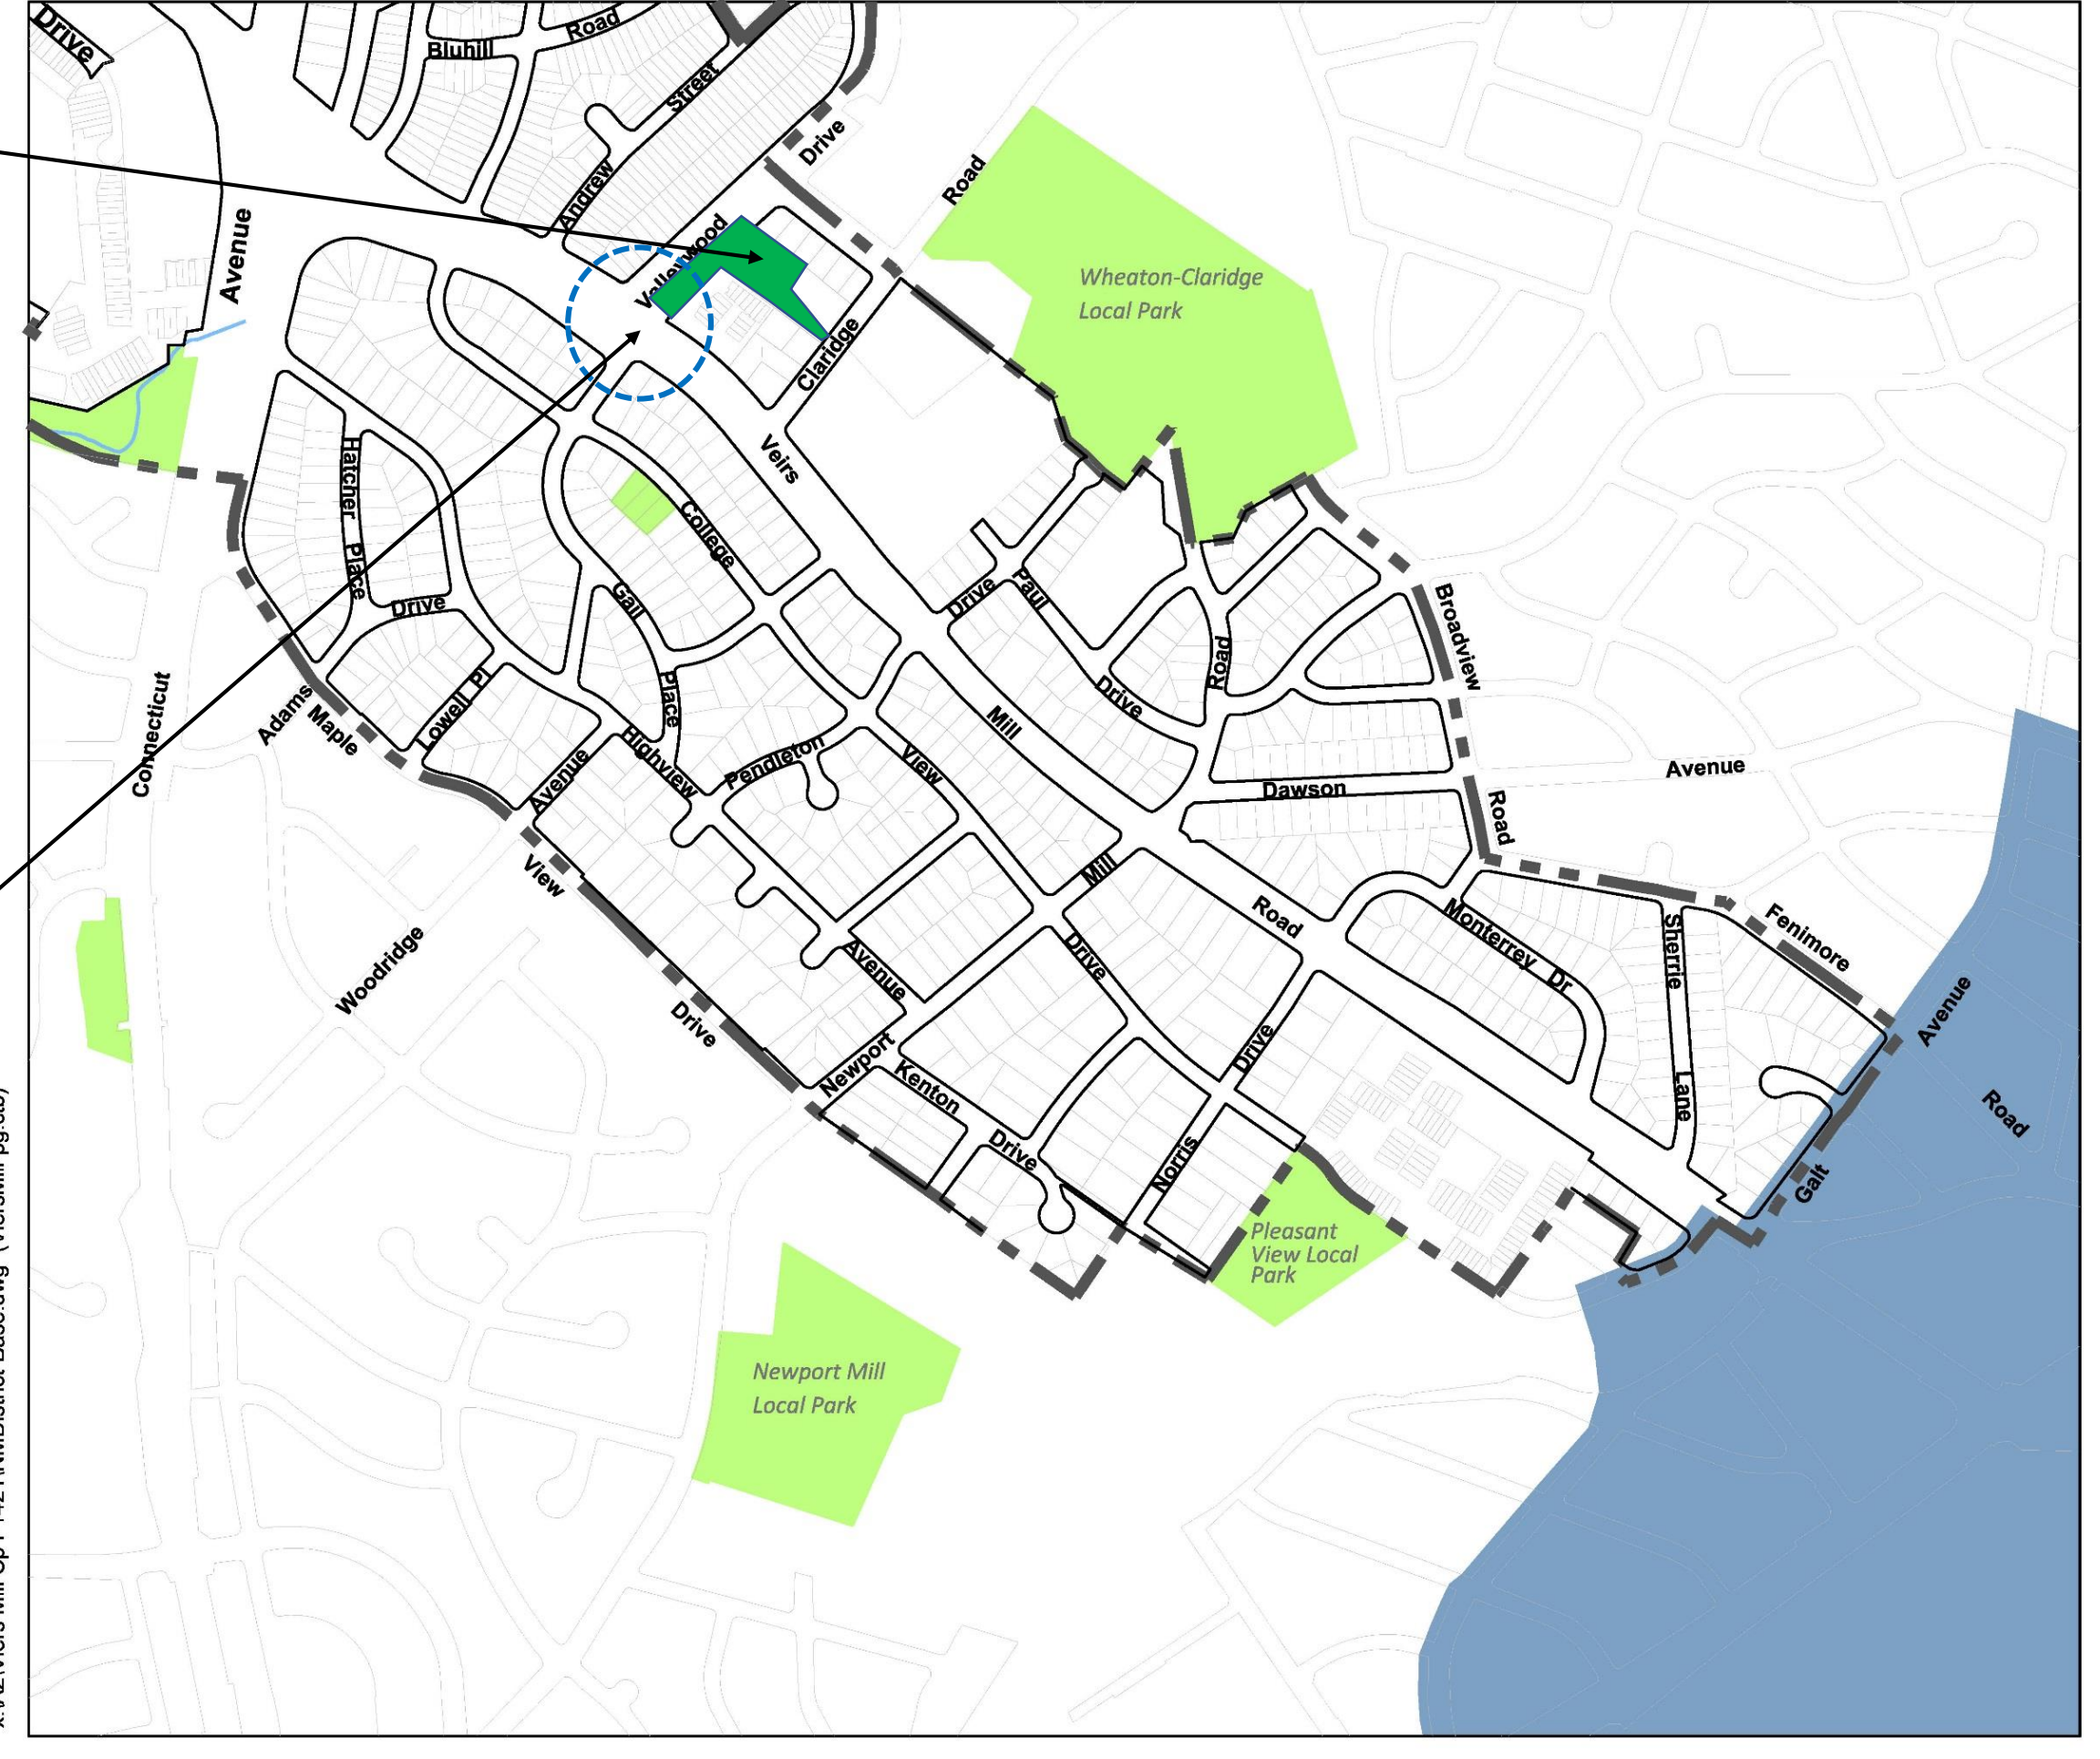 Drive
Bluhill
Road
Street
Drive
Andrew
Road
Avenue
Valleywood
Wheaton-Claridge
Local Park
Claridge
Veirs
Hatcher
Place
College
Drive
Gail
Place
Drive
Paul
Road
Broadview
Drive
Connecticut
Adams
Maple
Lowell Pl
Highview
Avenue
Pendleton
View
Mill
Avenue
Dawson
Road
View
Mill
Road
Monterrey Dr
Sherrie
Lane
Fenimore
Avenue
Road
Woodridge
Avenue
Drive
Drive
Drive
Newport
Kenton
Drive
Norris
Galt
Pleasant
View Local
Park
Newport Mill
Local Park